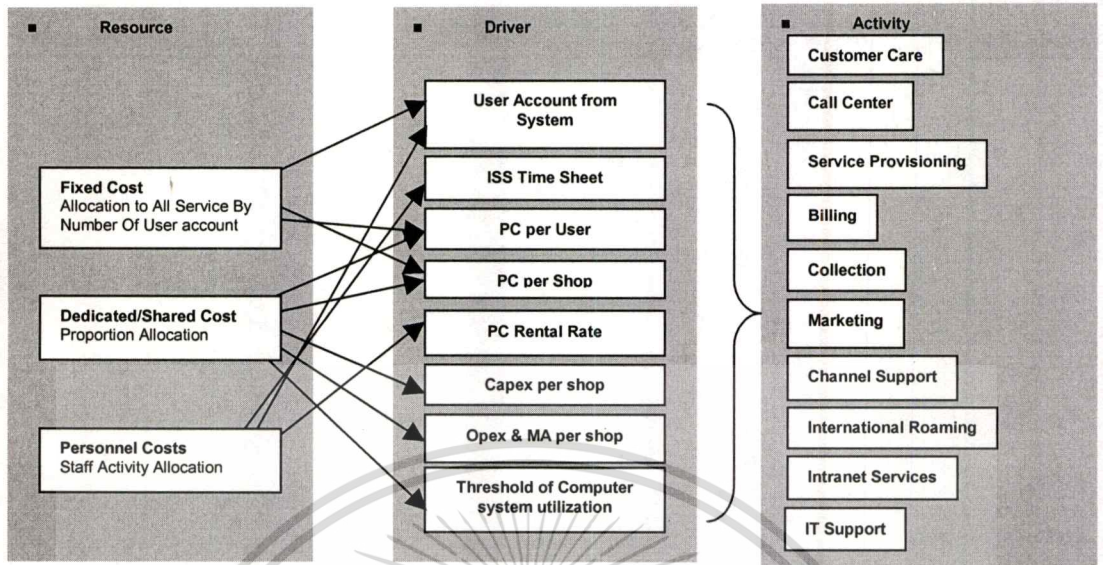 Resource
Fixed Cost
Allocation to All Service By
Number Of User account
Dedicated/Shared Cost
Proportion Allocation
Personnel Costs
Staff Activity Allocation
Driver
User Account from
System
ISS Time Sheet
PC per User
PC per Shop
PC Rental Rate
Capex per shop
Opex & MA per shop
Threshold of Computer
system utilization
Activity
Customer Care
Call Center
Service Provisioning
Billing
Collection
Marketing
Channel Support
International Roaming
Intranet Services
IT Support